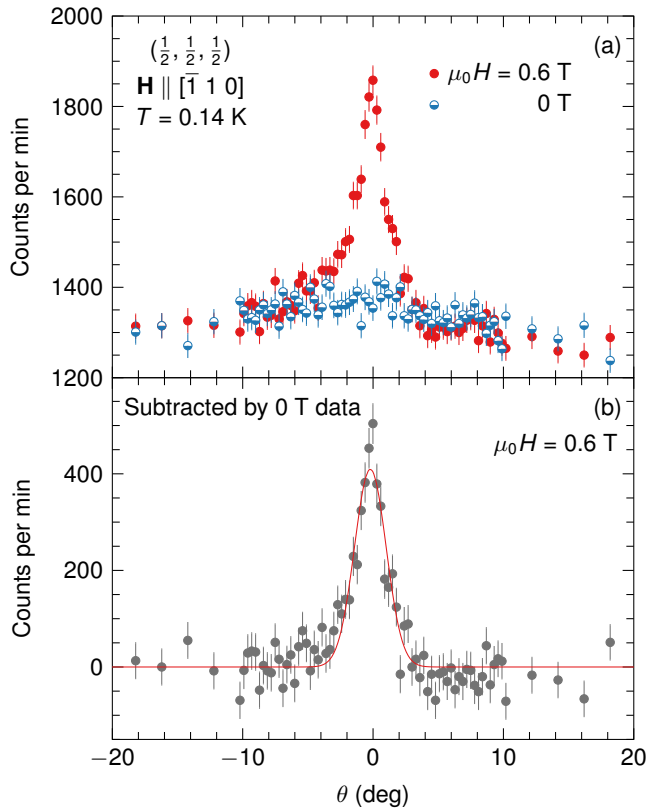 2000
1800
1600
1400
1200
Counts per min
(½, ½, ½)
H ∥ [1̅ 1 0]
T = 0.14 K
(a)
μ₀H = 0.6 T
0 T
Subtracted by 0 T data
(b)
μ₀H = 0.6 T
400
200
0
Counts per min
−20 −10 0 10 20
θ (deg)